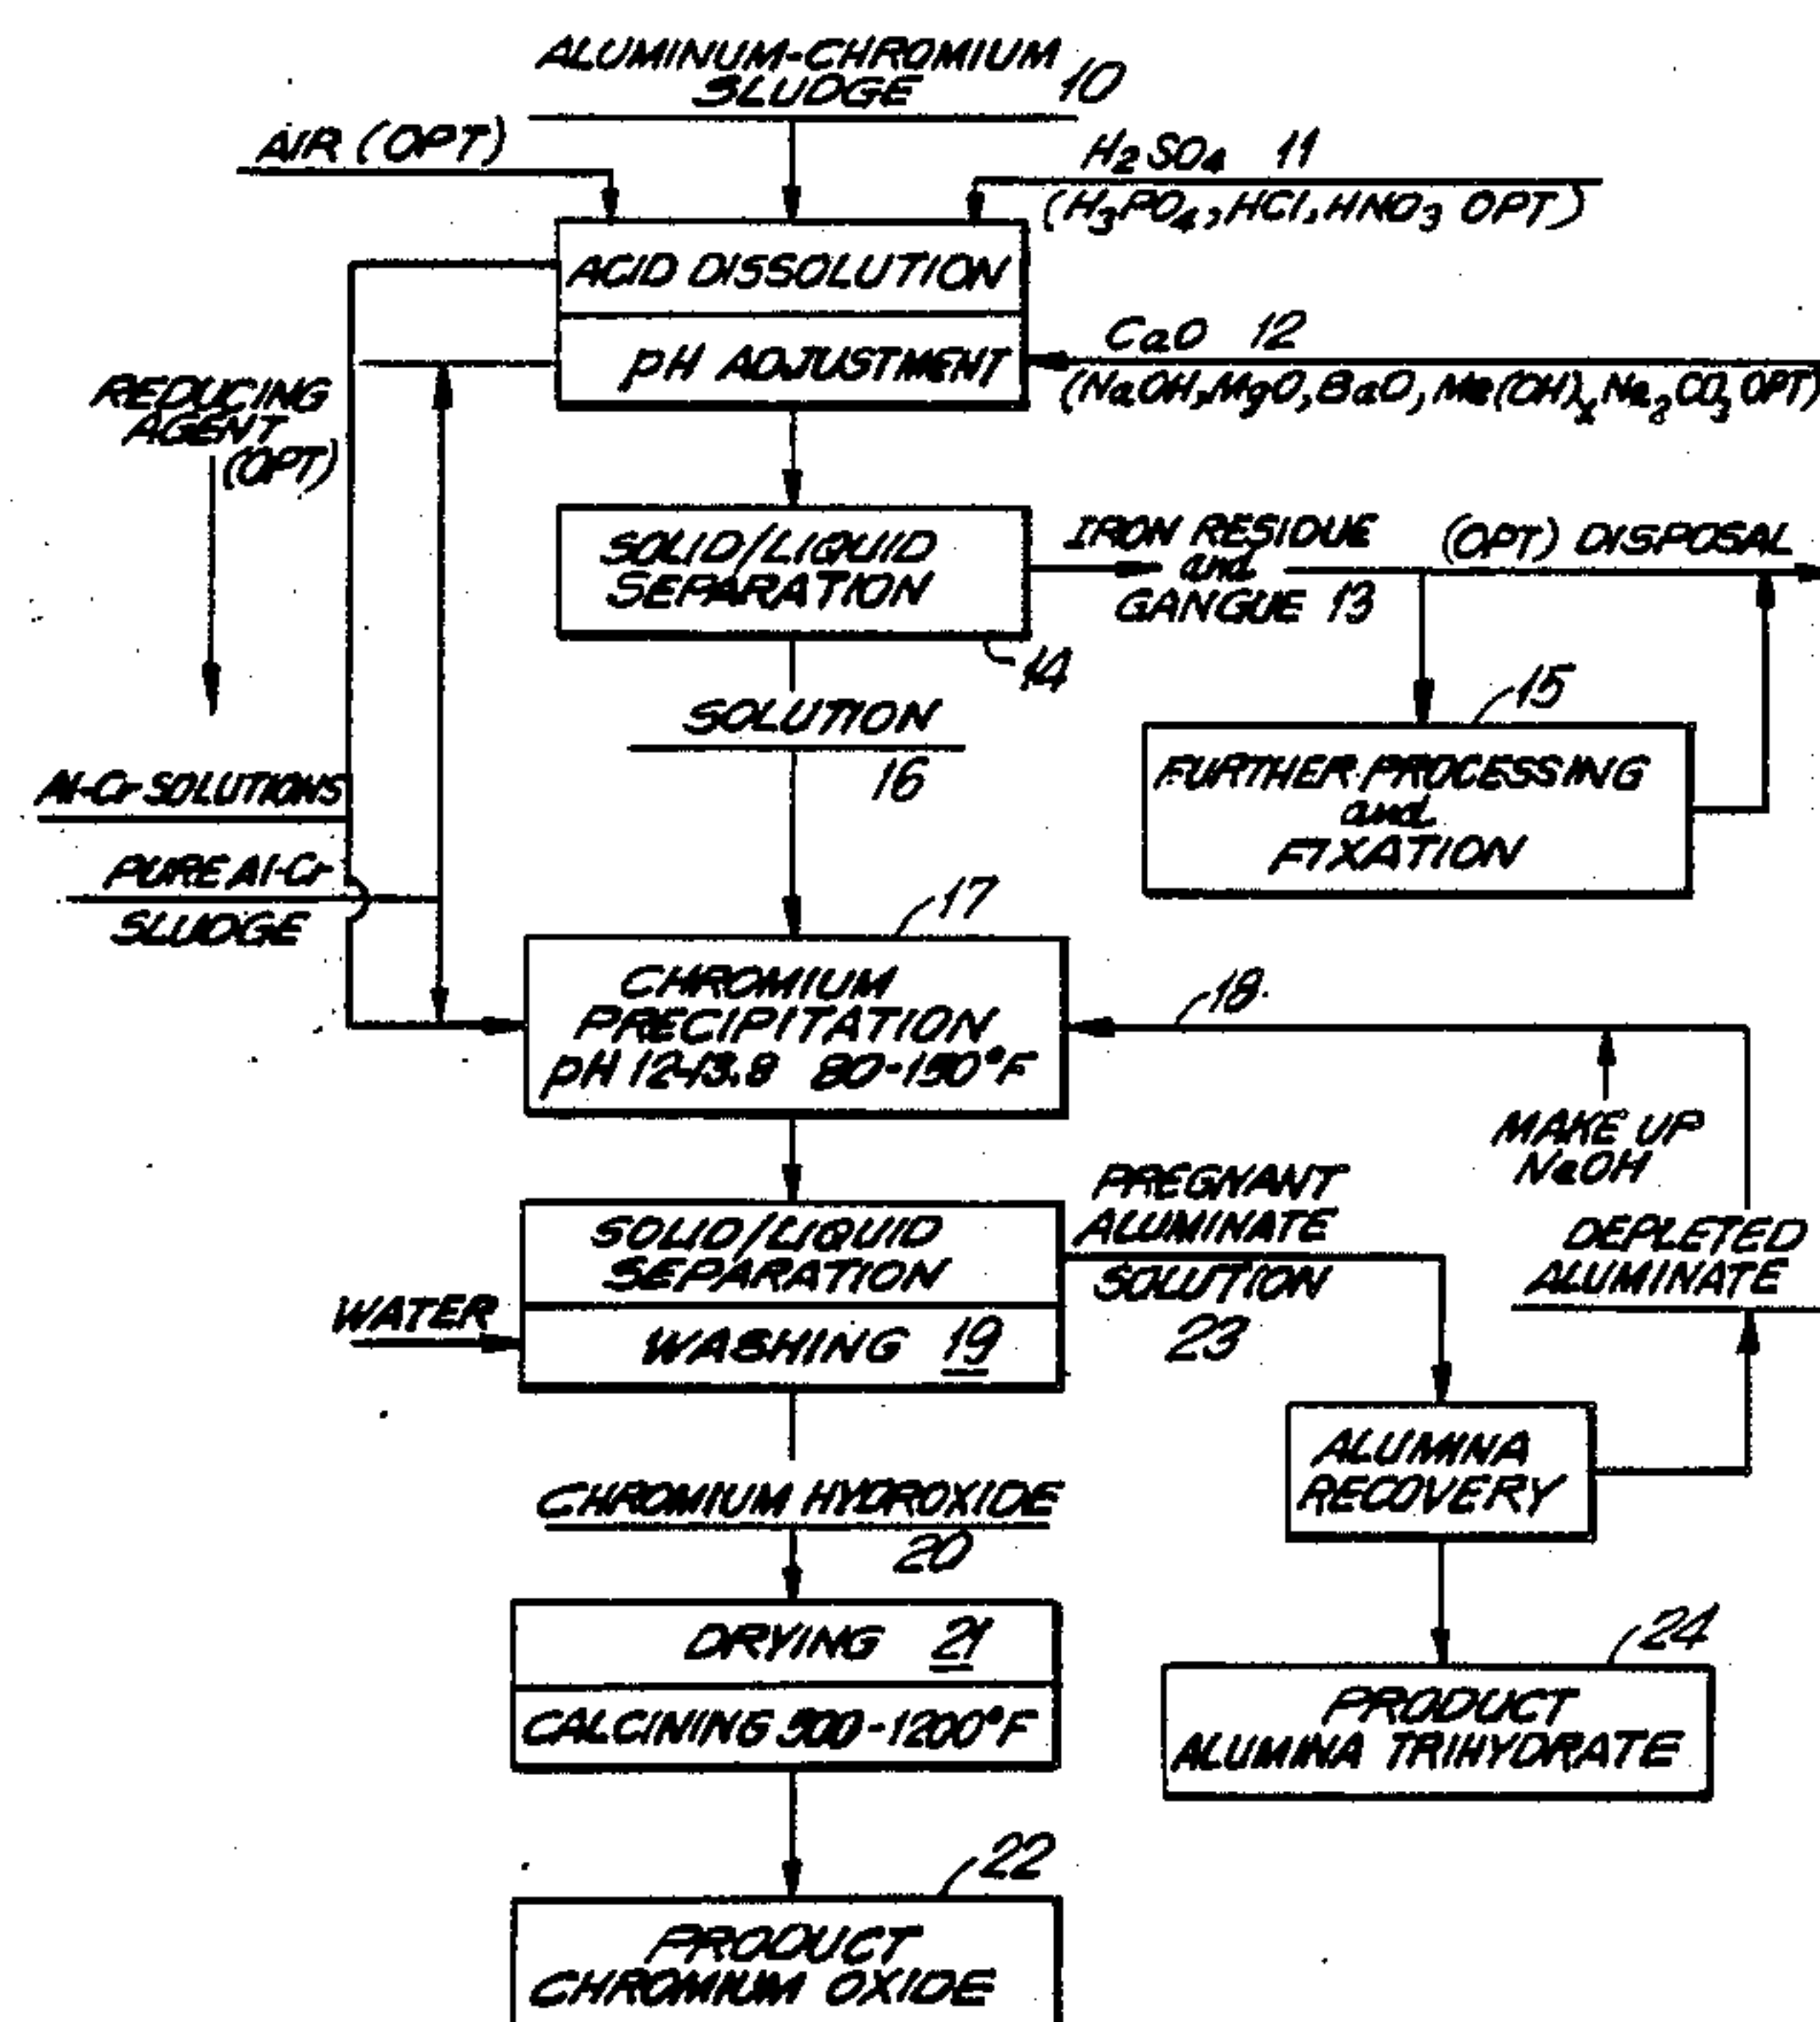 ALUMINUM-CHROMIUM
SLUDGE 10
AIR (OPT)
H2SO4 11
(H3PO4, HCl, HNO3 OPT)
ACID DISSOLUTION
PH ADJUSTMENT
CaO 12
(NaOH, MgO, BaO, Me(OH)x Na2CO3 OPT)
REDUCING
AGENT
(OPT)
SOLID/LIQUID
SEPARATION
14
IRON RESIDUE
and
GANGUE 13
(OPT) DISPOSAL
15
FURTHER PROCESSING
and
FIXATION
SOLUTION
16
Al-Cr SOLUTIONS
PURE Al-Cr
SLUDGE
17
CHROMIUM
PRECIPITATION
PH 12-13.8 80-150°F
18
MAKE UP
NaOH
DEPLETED
ALUMINATE
SOLID/LIQUID
SEPARATION
WATER
WASHING 19
PREGNANT
ALUMINATE
SOLUTION
23
ALUMINA
RECOVERY
CHROMIUM HYDROXIDE
20
DRYING 21
CALCINING 500-1200°F
24
PRODUCT
ALUMINA TRIHYDRATE
22
PRODUCT
CHROMIUM OXIDE